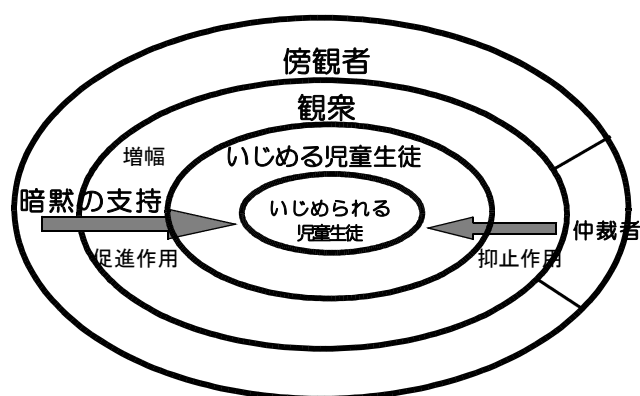 傍観者
観衆
増幅
いじめる児童生徒
暗黙の支持
いじめられる
児童生徒
仲裁者
促進作用
抑止作用